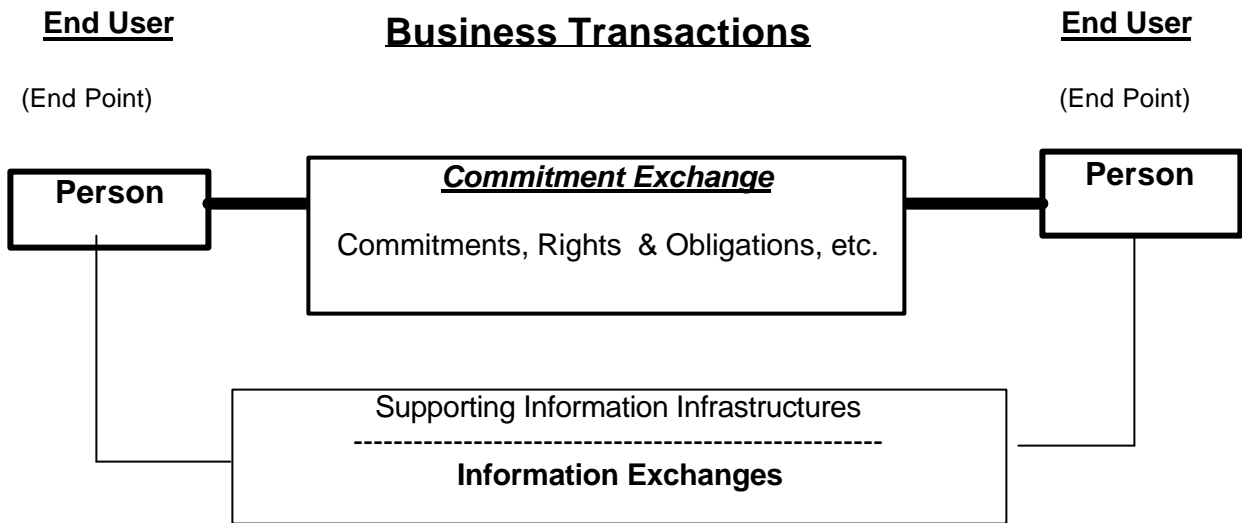 End User
Business Transactions
End User
(End Point)
(End Point)
Person
Commitment Exchange
Commitments, Rights & Obligations, etc.
Person
Supporting Information Infrastructures
-----------------------------------------------------
Information Exchanges